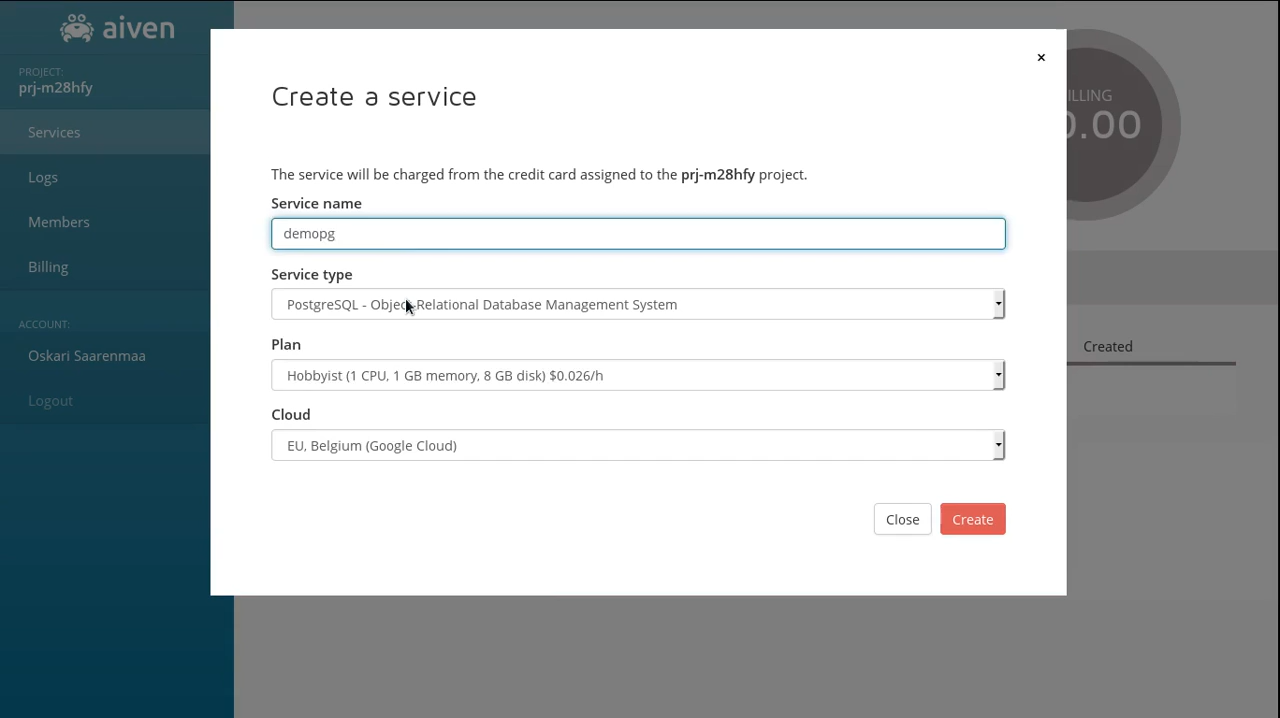 aiven
PROJECT:
prj-m28hfy
Services
Logs
Members
Billing
ACCOUNT:
Oskari Saarenmaa
Logout
×
Create a service
The service will be charged from the credit card assigned to the prj-m28hfy project.
Service name
demopg
Service type
PostgreSQL - Object-Relational Database Management System
Plan
Hobbyist (1 CPU, 1 GB memory, 8 GB disk) $0.026/h
Cloud
EU, Belgium (Google Cloud)
Close
Create
ILLING
0.00
Created